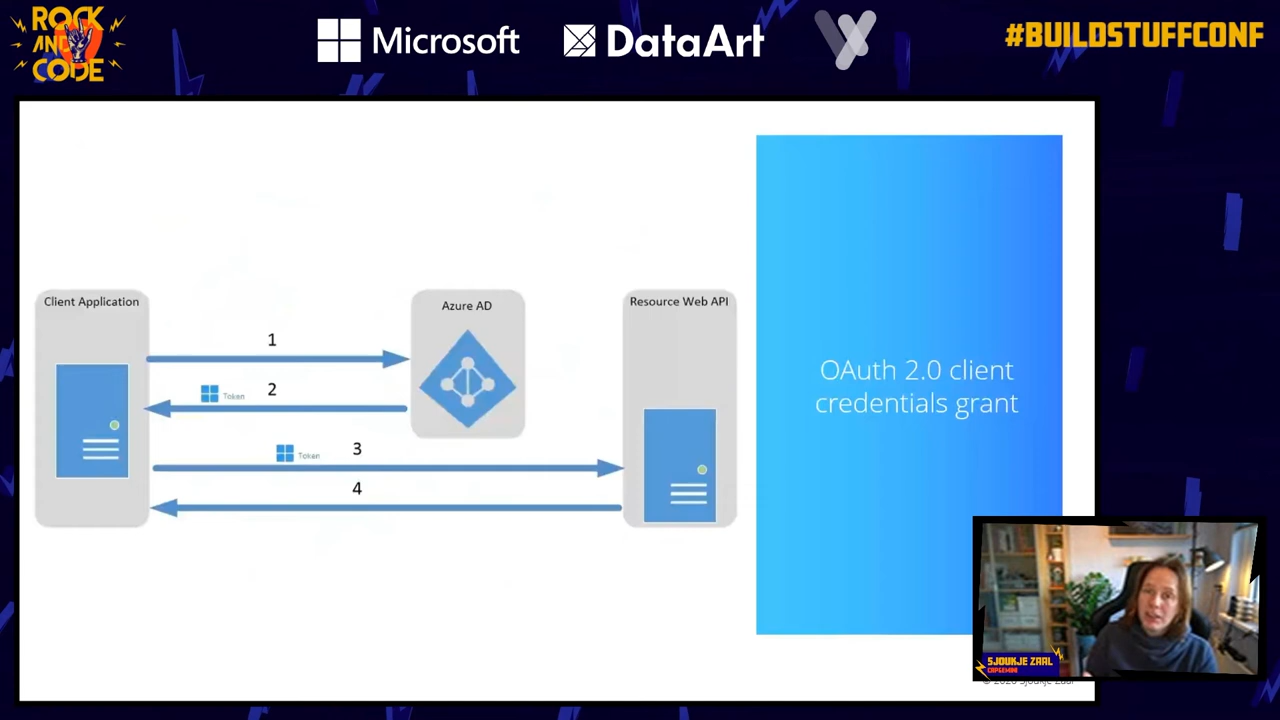 ROCK
AND
CODE
Microsoft
DataArt
#BUILDSTUFFCONF
Client Application
Azure AD
Resource Web API
1
2
Token
3
Token
4
OAuth 2.0 client
credentials grant
SJOUKJE ZAAL
CAPGEMINI